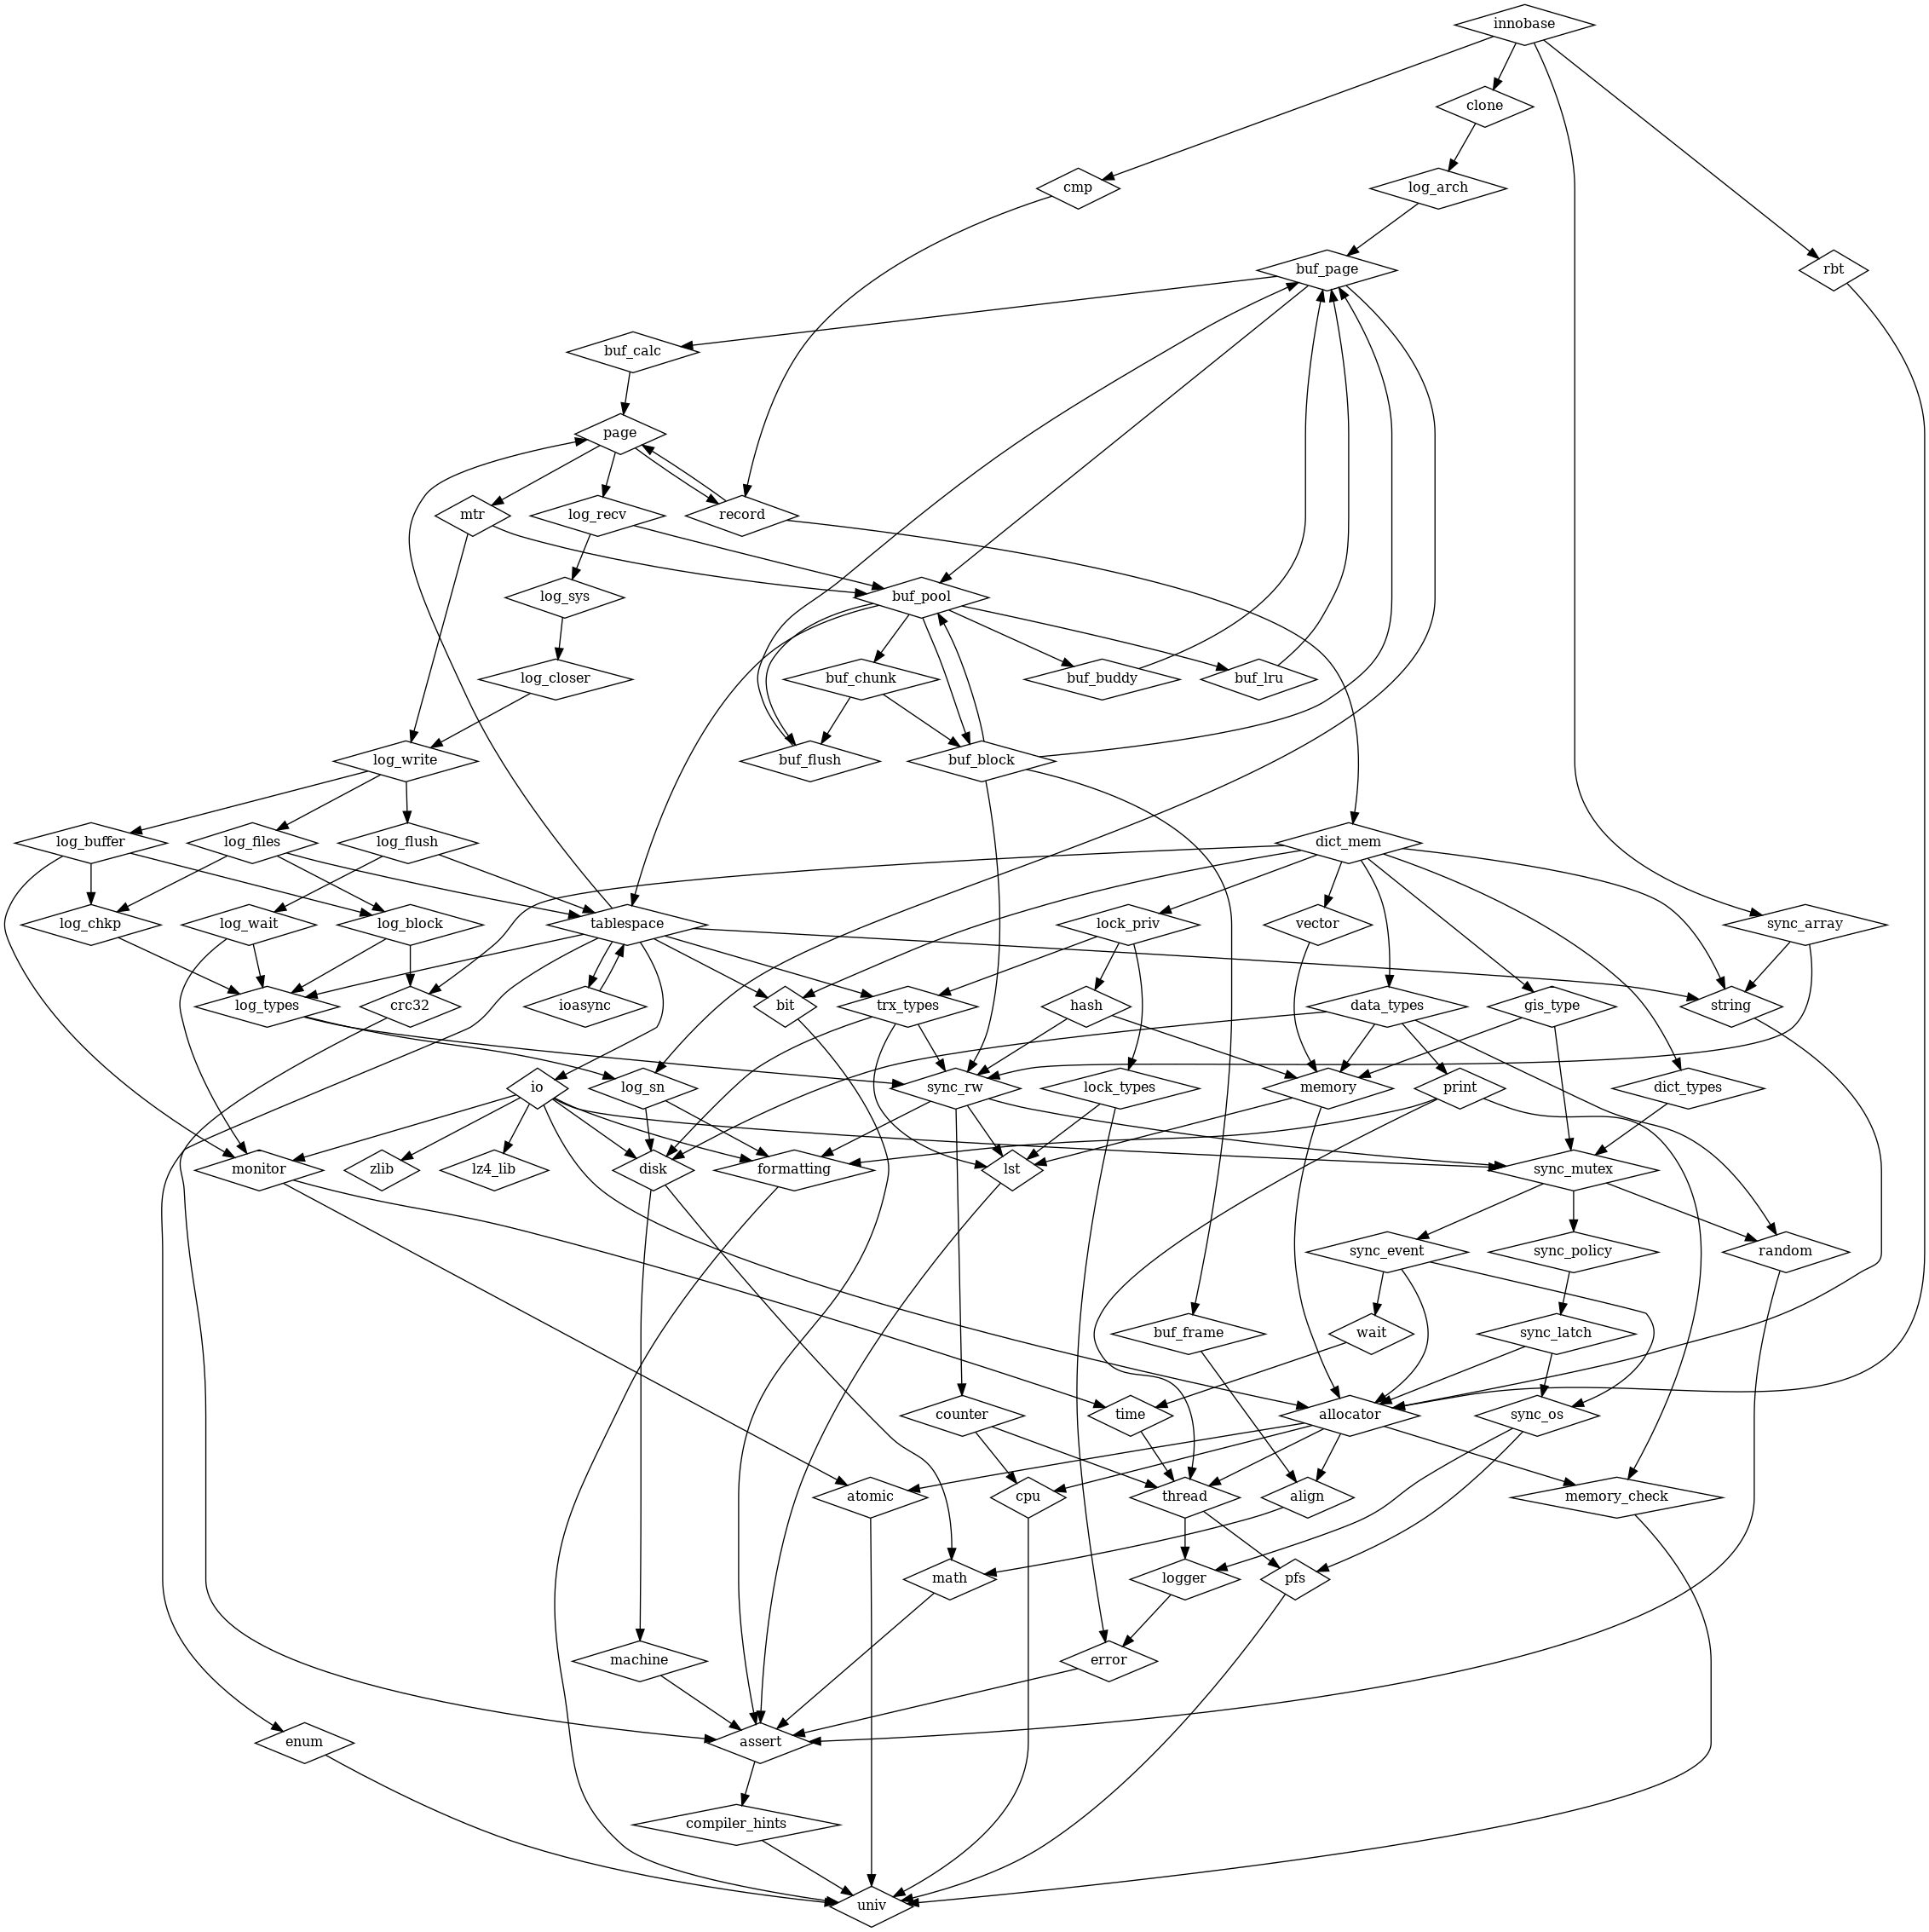 innobase
clone
cmp
log_arch
buf_page
rbt
buf_calc
page
mtr
log_recv
record
log_sys
buf_pool
log_closer
buf_chunk
buf_buddy
buf_lru
log_write
buf_flush
buf_block
log_buffer
log_files
log_flush
dict_mem
log_chkp
log_wait
log_block
tablespace
lock_priv
vector
sync_array
log_types
crc32
ioasync
bit
trx_types
hash
data_types
gis_type
string
io
log_sn
sync_rw
lock_types
memory
print
dict_types
monitor
zlib
lz4_lib
disk
formatting
lst
sync_mutex
sync_event
sync_policy
random
buf_frame
wait
sync_latch
counter
time
allocator
sync_os
atomic
cpu
thread
align
memory_check
math
logger
pfs
machine
error
enum
assert
compiler_hints
univ